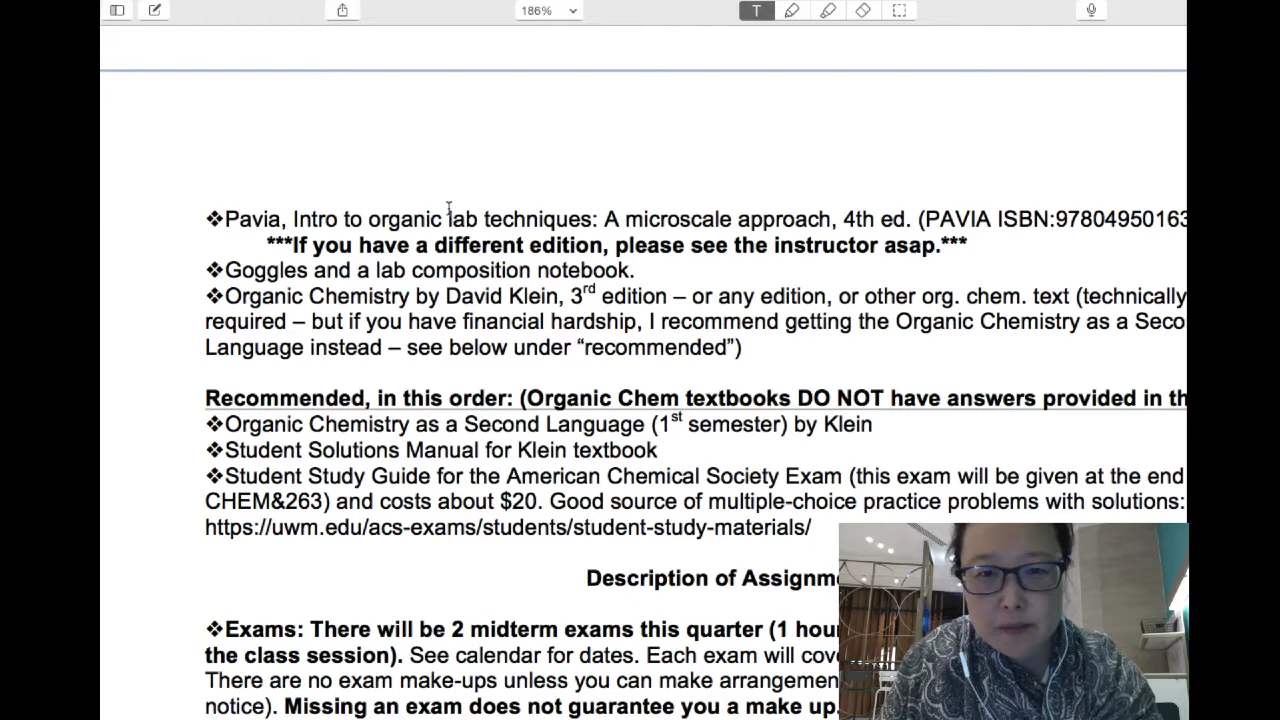 186%
T
❖Pavia, Intro to organic lab techniques: A microscale approach, 4th ed. (PAVIA ISBN:97804950163
***If you have a different edition, please see the instructor asap.***
❖Goggles and a lab composition notebook.
❖Organic Chemistry by David Klein, 3rd edition – or any edition, or other org. chem. text (technically
required – but if you have financial hardship, I recommend getting the Organic Chemistry as a Seco
Language instead – see below under “recommended”)
Recommended, in this order: (Organic Chem textbooks DO NOT have answers provided in th
❖Organic Chemistry as a Second Language (1st semester) by Klein
❖Student Solutions Manual for Klein textbook
❖Student Study Guide for the American Chemical Society Exam (this exam will be given at the end
CHEM&263) and costs about $20. Good source of multiple-choice practice problems with solutions:
https://uwm.edu/acs-exams/students/student-study-materials/
Description of Assignm
❖Exams: There will be 2 midterm exams this quarter (1 hour
the class session). See calendar for dates. Each exam will cov
There are no exam make-ups unless you can make arrangemen
notice). Missing an exam does not guarantee you a make up.